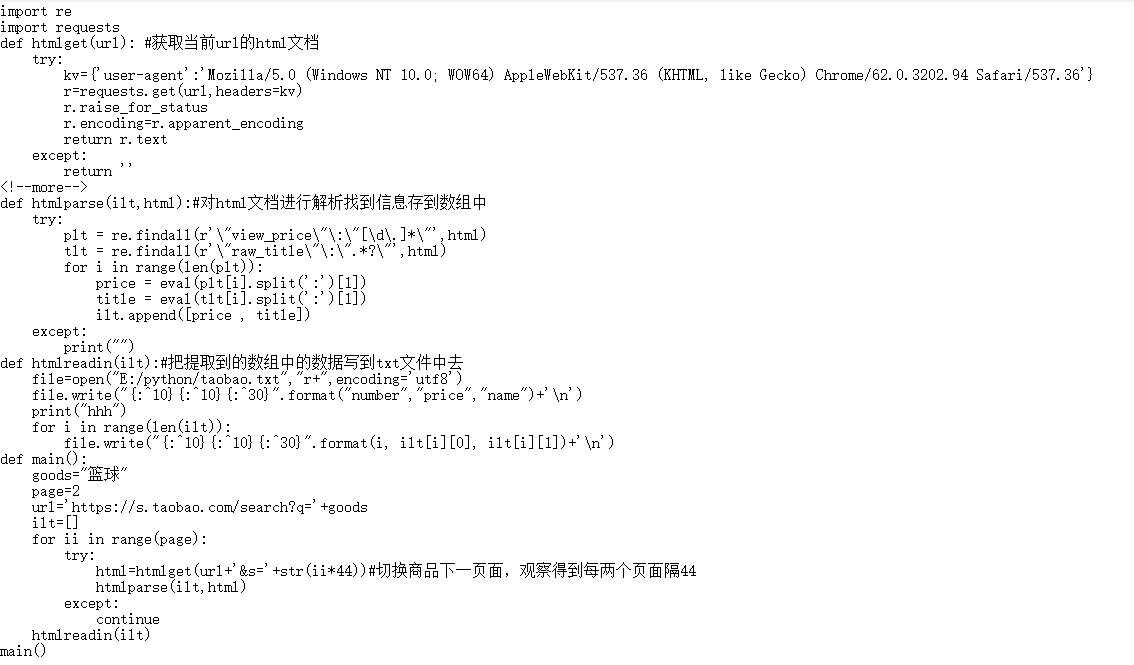 import re
import requests
def htmlget(url): #获取当前url的html文档
    try:
        kv={'user-agent':'Mozilla/5.0 (Windows NT 10.0; WOW64) AppleWebKit/537.36 (KHTML, like Gecko) Chrome/62.0.3202.94 Safari/537.36'}
        r=requests.get(url,headers=kv)
        r.raise_for_status
        r.encoding=r.apparent_encoding
        return r.text
    except:
        return ''
<!--more-->
def htmlparse(ilt,html):#对html文档进行解析找到信息存到数组中
    try:
        plt = re.findall(r'\"view_price\"\:\"[\d\.]*\"',html)
        tlt = re.findall(r'\"raw_title\"\:\".*?\"',html)
        for i in range(len(plt)):
            price = eval(plt[i].split(':')[1])
            title = eval(tlt[i].split(':')[1])
            ilt.append([price , title])
    except:
        print("")
def htmlreadin(ilt):#把提取到的数组中的数据写到txt文件中去
    file=open("E:/python/taobao.txt","r+",encoding='utf8')
    file.write("{:^10}{:^10}{:^30}".format("number","price","name")+'\n')
    print("hhh")
    for i in range(len(ilt)):
        file.write("{:^10}{:^10}{:^30}".format(i, ilt[i][0], ilt[i][1])+'\n')
def main():
    goods="篮球"
    page=2
    url='https://s.taobao.com/search?q='+goods
    ilt=[]
    for ii in range(page):
        try:
            html=htmlget(url+'&s='+str(ii*44))#切换商品下一页面，观察得到每两个页面隔44
            htmlparse(ilt,html)
        except:
            continue
    htmlreadin(ilt)
main()